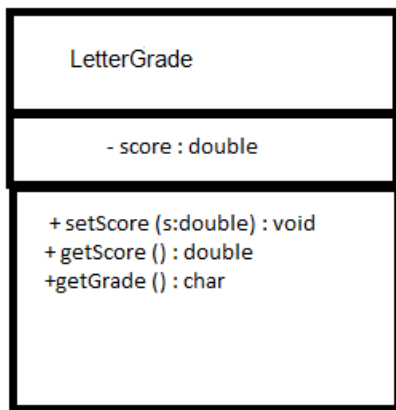 LetterGrade
- score : double
+ setScore (s:double) : void
+ getScore () : double
+getGrade () : char